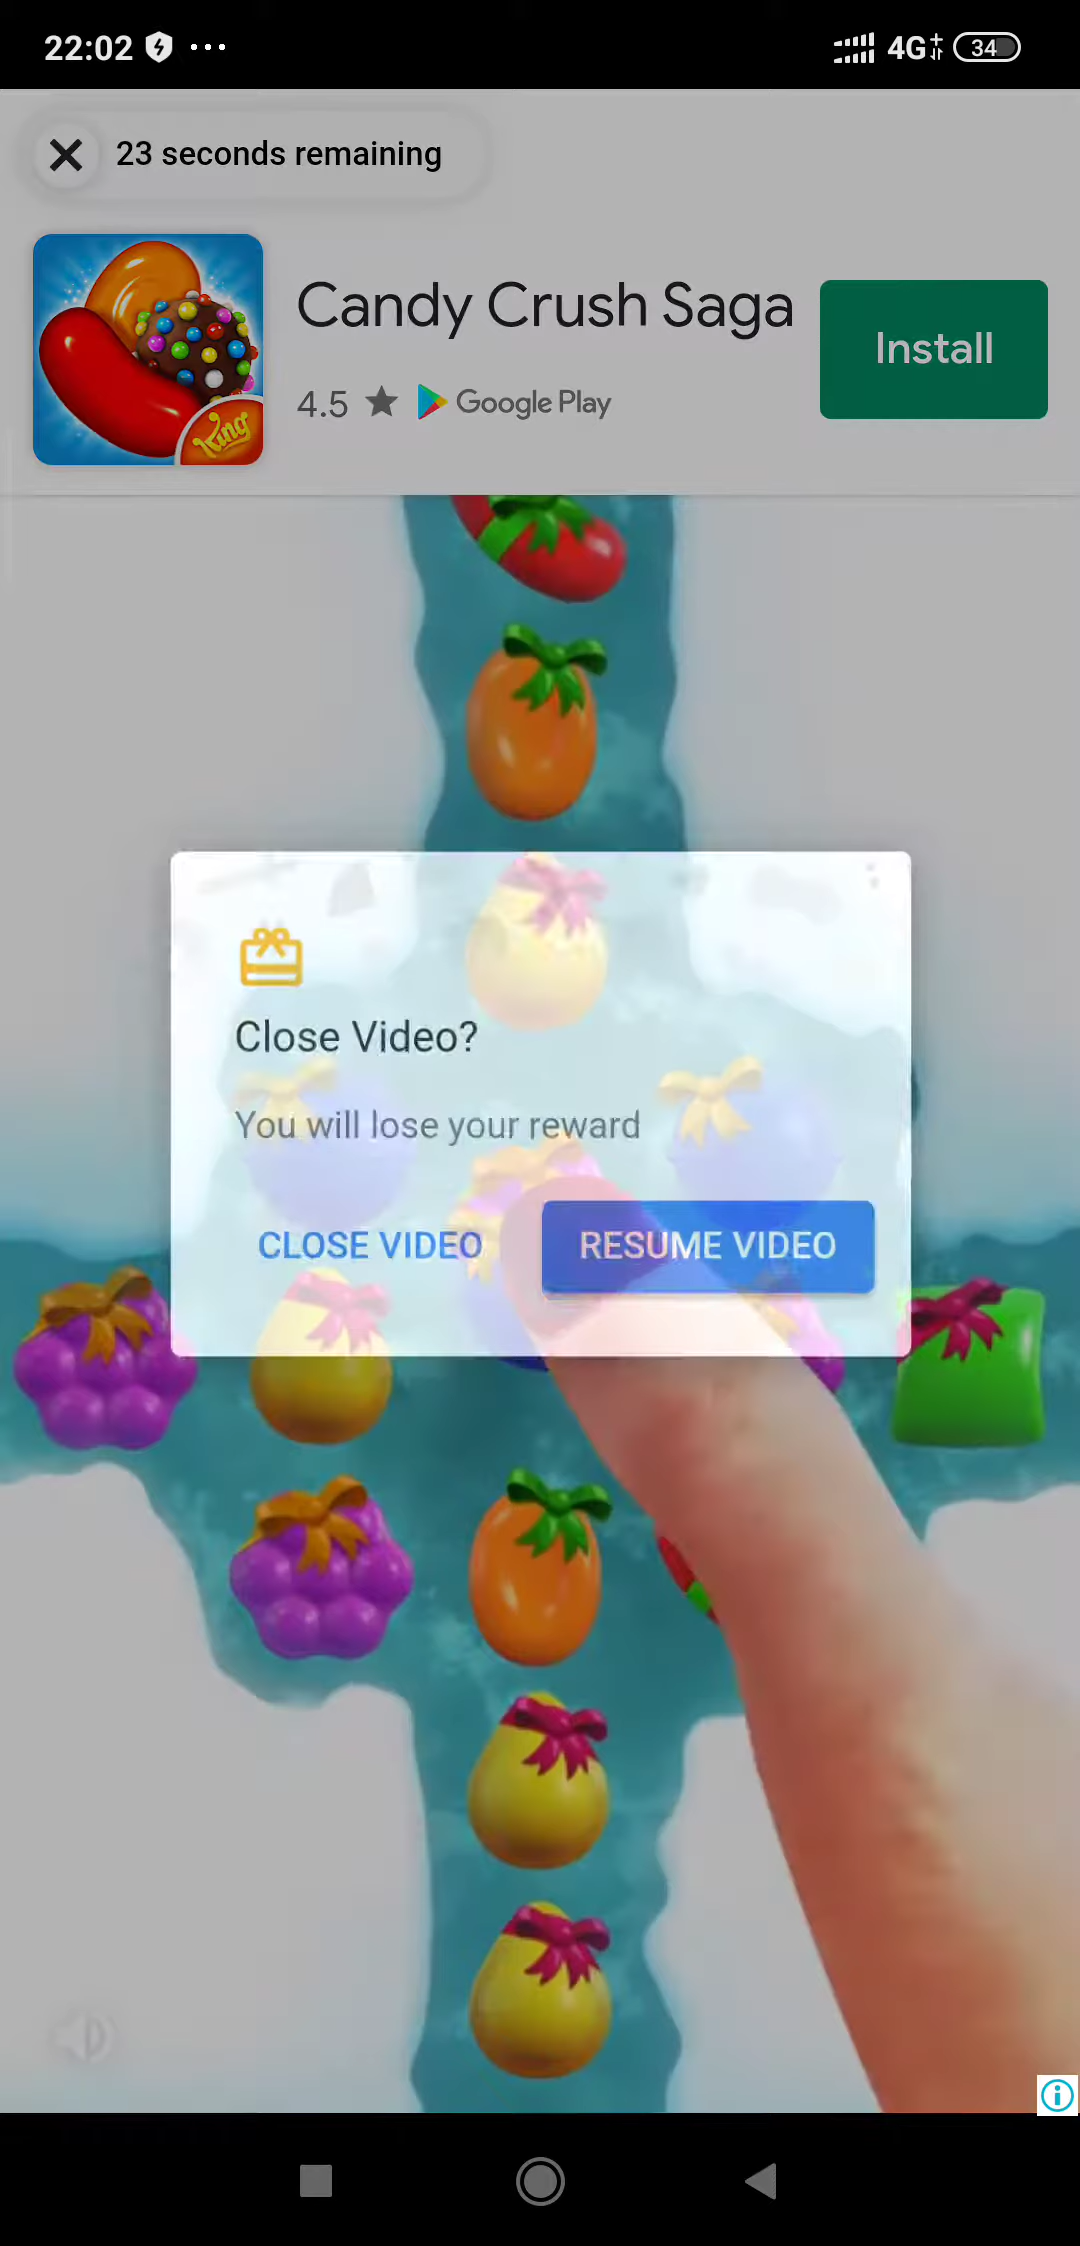 22:02
4G+ 34
23 seconds remaining
Candy Crush Saga
4.5 ★ Google Play
Install
King
Close Video?
You will lose your reward
CLOSE VIDEO
RESUME VIDEO